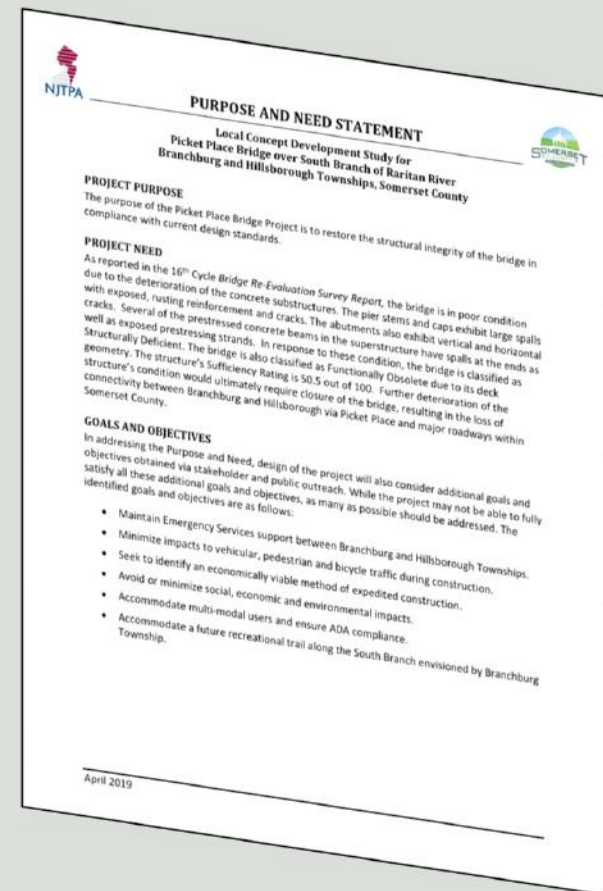 NJTPA
SOMERSET
PURPOSE AND NEED STATEMENT
Local Concept Development Study for
Picket Place Bridge over South Branch of Raritan River
Branchburg and Hillsborough Townships, Somerset County
PROJECT PURPOSE
The purpose of the Picket Place Bridge Project is to restore the structural integrity of the bridge in
compliance with current design standards.
PROJECT NEED
As reported in the 16th Cycle Bridge Re-Evaluation Survey Report, the bridge is in poor condition
due to the deterioration of the concrete substructures. The pier stems and caps exhibit large spalls
with exposed, rusting reinforcement and cracks. The abutments also exhibit vertical and horizontal
cracks. Several of the prestressed concrete beams in the superstructure have spalls at the ends as
well as exposed prestressing strands. In response to these condition, the bridge is classified as
Structurally Deficient. The bridge is also classified as Functionally Obsolete due to its deck
geometry. The structure's Sufficiency Rating is 50.5 out of 100. Further deterioration of the
structure's condition would ultimately require closure of the bridge, resulting in the loss of
connectivity between Branchburg and Hillsborough via Picket Place and major roadways within
Somerset County.
GOALS AND OBJECTIVES
In addressing the Purpose and Need, design of the project will also consider additional goals and
objectives obtained via stakeholder and public outreach. While the project may not be able to fully
satisfy all these additional goals and objectives, as many as possible should be addressed. The
identified goals and objectives are as follows:
• Maintain Emergency Services support between Branchburg and Hillsborough Townships.
• Minimize impacts to vehicular, pedestrian and bicycle traffic during construction.
• Seek to identify an economically viable method of expedited construction.
• Avoid or minimize social, economic and environmental impacts.
• Accommodate multi-modal users and ensure ADA compliance.
• Accommodate a future recreational trail along the South Branch envisioned by Branchburg
Township.
April 2019